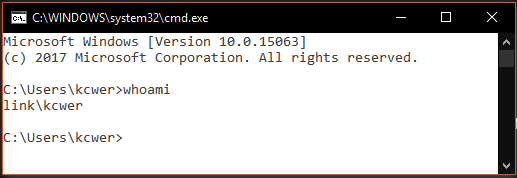 C:\WINDOWS\system32\cmd.exe
Microsoft Windows [Version 10.0.15063]
(c) 2017 Microsoft Corporation. All rights reserved.
C:\Users\kcwer>whoami
link\kcwer
C:\Users\kcwer>